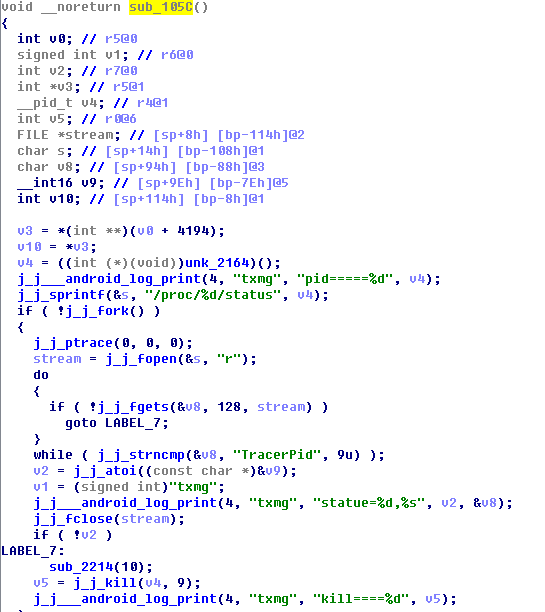 void __noreturn sub_105C()
{
int v0; // r5@0
signed int v1; // r6@0
int v2; // r7@0
int *v3; // r5@1
__pid_t v4; // r4@1
int v5; // r0@6
FILE *stream; // [sp+8h] [bp-114h]@2
char s; // [sp+14h] [bp-108h]@1
char v8; // [sp+94h] [bp-88h]@3
__int16 v9; // [sp+9Eh] [bp-7Eh]@5
int v10; // [sp+114h] [bp-8h]@1
v3 = *(int **)(v0 + 4194);
v10 = *v3;
v4 = ((int (*)(void))unk_2164)();
j_j___android_log_print(4, "txmg", "pid=====%d", v4);
j_j_sprintf(&s, "/proc/%d/status", v4);
if ( !j_j_fork() )
{
j_j_ptrace(0, 0, 0);
stream = j_j_fopen(&s, "r");
do
{
if ( !j_j_fgets(&v8, 128, stream) )
goto LABEL_7;
}
while ( j_j_strncmp(&v8, "TracerPid", 9u) );
v2 = j_j_atoi((const char *)&v9);
v1 = (signed int)"txmg";
j_j___android_log_print(4, "txmg", "statue=%d,%s", v2, &v8);
j_j_fclose(stream);
if ( !v2 )
LABEL_7:
sub_2214(10);
v5 = j_j_kill(v4, 9);
j_j___android_log_print(4, "txmg", "kill====%d", v5);